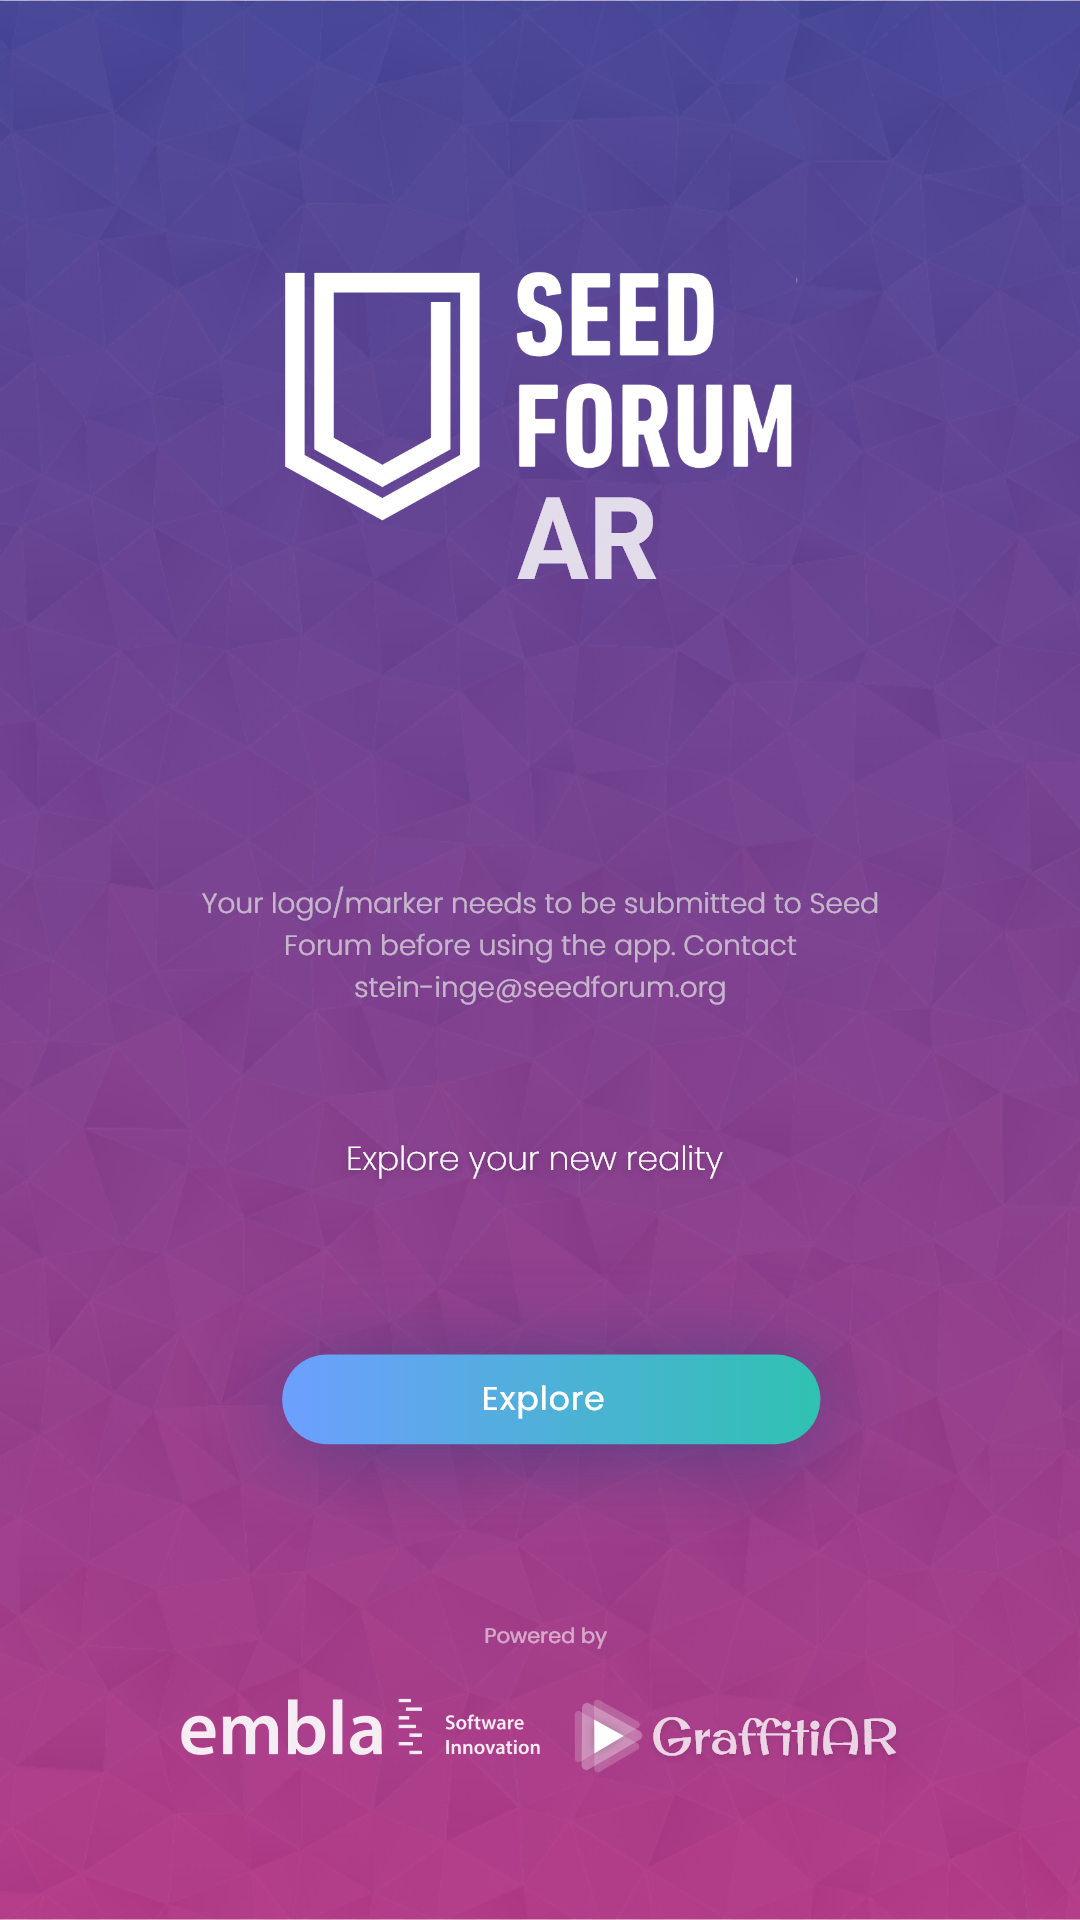 SEED
FORUM
AR
Your logo/marker needs to be submitted to Seed
Forum before using the app. Contact
stein-inge@seedforum.org
Explore your new reality
Explore
Powered by
embla Software
Innovation
GraffitiAR